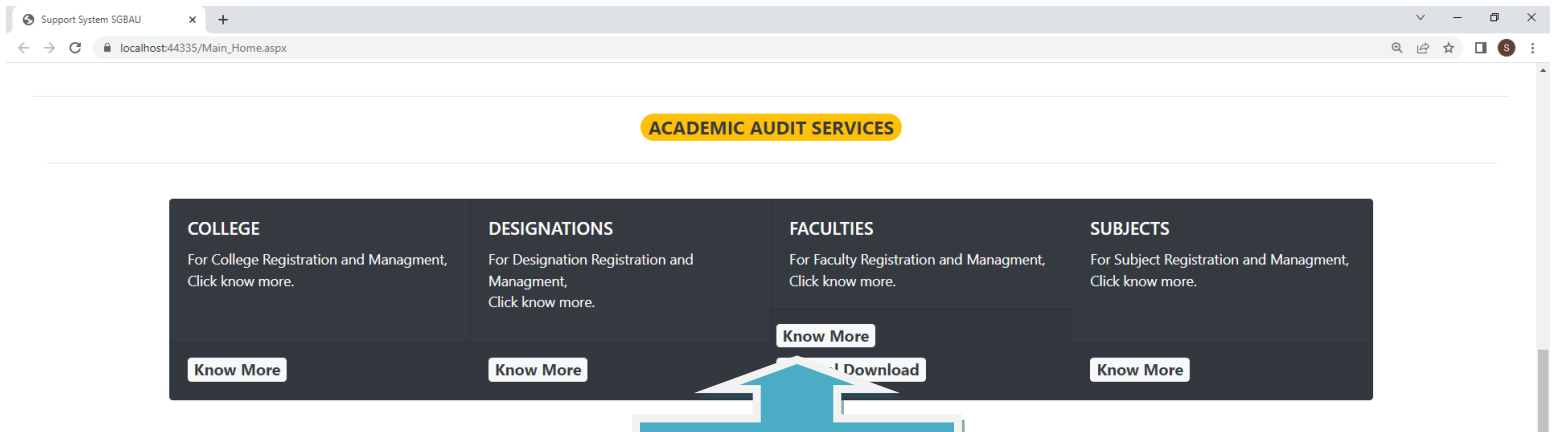 Support System SGBAU
localhost:44335/Main_Home.aspx
S
ACADEMIC AUDIT SERVICES
COLLEGE
For College Registration and Managment,
Click know more.
Know More
DESIGNATIONS
For Designation Registration and
Managment,
Click know more.
Know More
FACULTIES
For Faculty Registration and Managment,
Click know more.
Know More
Download
SUBJECTS
For Subject Registration and Managment,
Click know more.
Know More